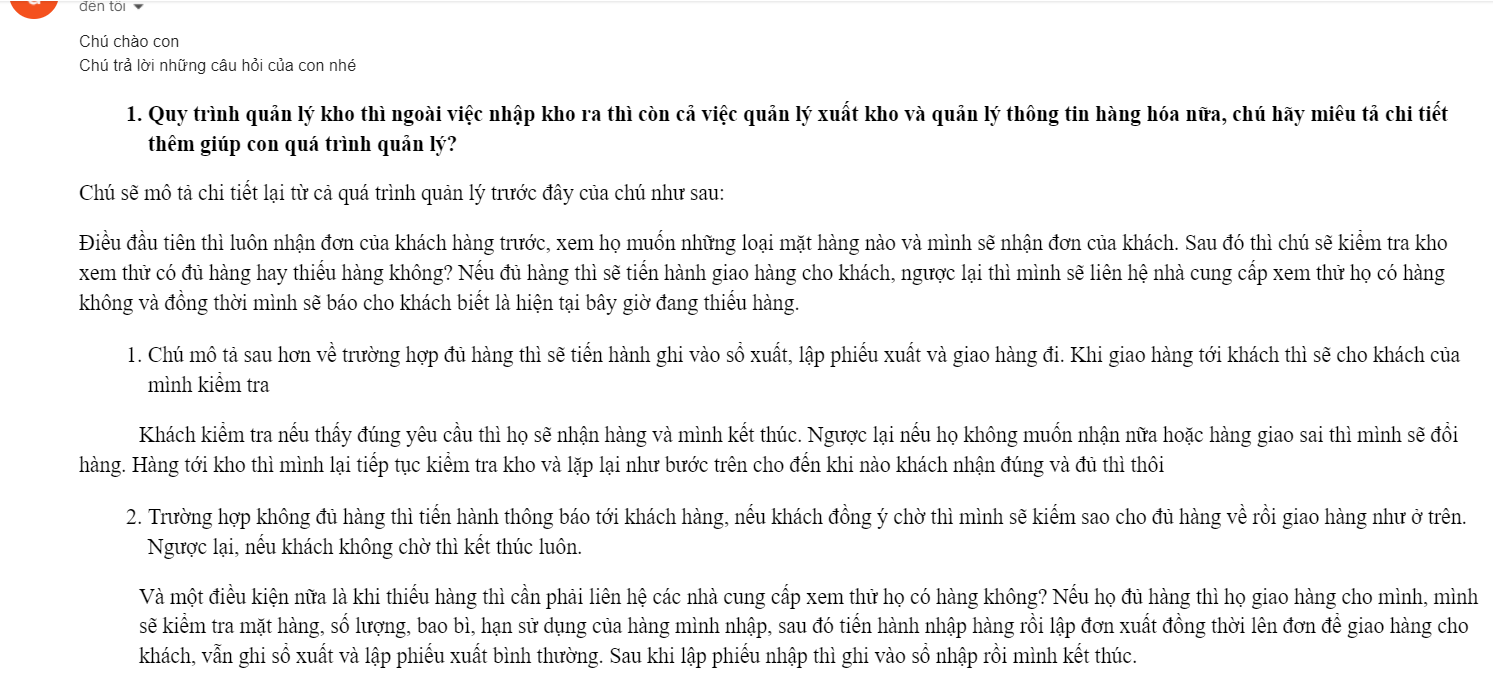 đến tôi
Chú chào con
Chú trả lời những câu hỏi của con nhé
1. Quy trình quản lý kho thì ngoài việc nhập kho ra thì còn cả việc quản lý xuất kho và quản lý thông tin hàng hóa nữa, chú hãy miêu tả chi tiết
thêm giúp con quá trình quản lý?
Chú sẽ mô tả chi tiết lại từ cả quá trình quản lý trước đây của chú như sau:
Điều đầu tiên thì luôn nhận đơn của khách hàng trước, xem họ muốn những loại mặt hàng nào và mình sẽ nhận đơn của khách. Sau đó thì chú sẽ kiểm tra kho
xem thử có đủ hàng hay thiếu hàng không? Nếu đủ hàng thì sẽ tiến hành giao hàng cho khách, ngược lại thì mình sẽ liên hệ nhà cung cấp xem thử họ có hàng
không và đồng thời mình sẽ báo cho khách biết là hiện tại bây giờ đang thiếu hàng.
1. Chú mô tả sau hơn về trường hợp đủ hàng thì sẽ tiến hành ghi vào sổ xuất, lập phiếu xuất và giao hàng đi. Khi giao hàng tới khách thì sẽ cho khách của
mình kiểm tra
Khách kiểm tra nếu thấy đúng yêu cầu thì họ sẽ nhận hàng và mình kết thúc. Ngược lại nếu họ không muốn nhận nữa hoặc hàng giao sai thì mình sẽ đổi
hàng. Hàng tới kho thì mình lại tiếp tục kiểm tra kho và lặp lại như bước trên cho đến khi nào khách nhận đúng và đủ thì thôi
2. Trường hợp không đủ hàng thì tiến hành thông báo tới khách hàng, nếu khách đồng ý chờ thì mình sẽ kiếm sao cho đủ hàng về rồi giao hàng như ở trên.
Ngược lại, nếu khách không chờ thì kết thúc luôn.
Và một điều kiện nữa là khi thiếu hàng thì cần phải liên hệ các nhà cung cấp xem thử họ có hàng không? Nếu họ đủ hàng thì họ giao hàng cho mình, mình
sẽ kiểm tra mặt hàng, số lượng, bao bì, hạn sử dụng của hàng mình nhập, sau đó tiến hành nhập hàng rồi lập đơn xuất đồng thời lên đơn để giao hàng cho
khách, vẫn ghi sổ xuất và lập phiếu xuất bình thường. Sau khi lập phiếu nhập thì ghi vào sổ nhập rồi mình kết thúc.